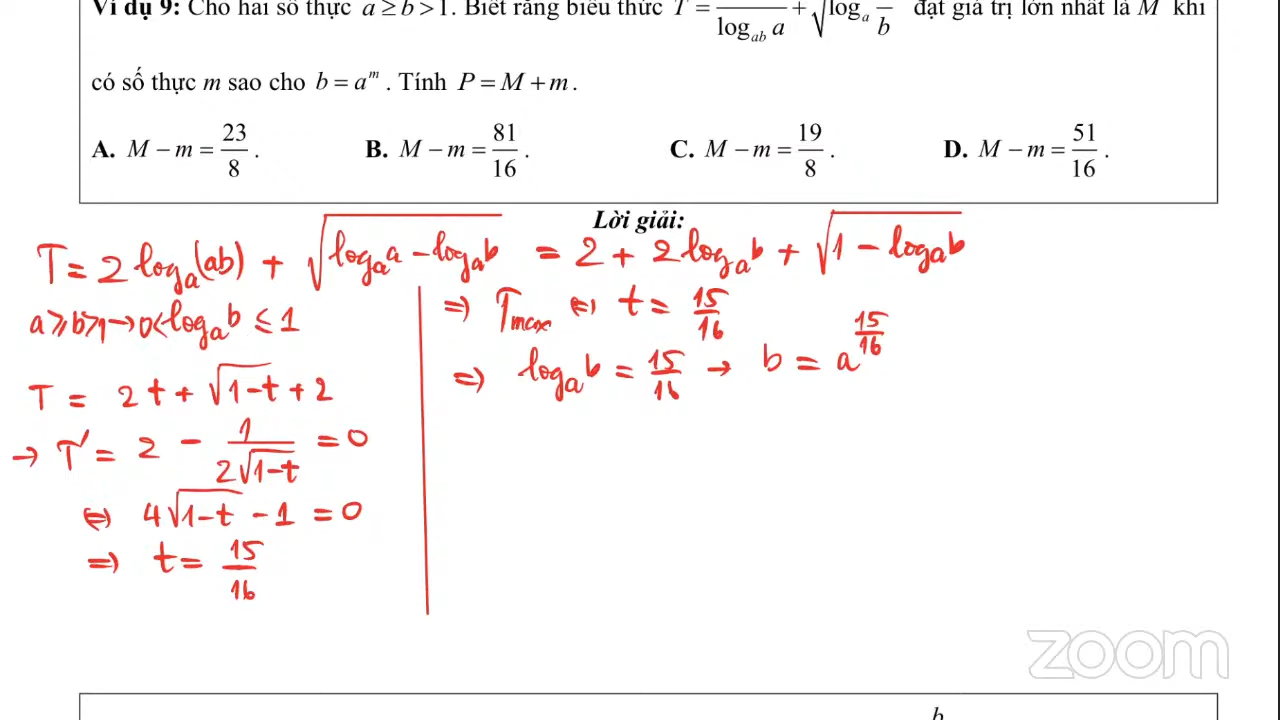 Ví dụ 9: Cho hai số thực a ≥ b > 1. Biết rằng biểu thức T = / log_{ab} a + √(log_a a/b) đạt giá trị lớn nhất là M khi
có số thực m sao cho b = a^m. Tính P = M + m.
A. M − m = 23/8. B. M − m = 81/16. C. M − m = 19/8. D. M − m = 51/16.
Lời giải:
T = 2 log_a(ab) + √(log_a a − log_a b) = 2 + 2 log_a b + √(1 − log_a b)
a ⩾ b > 1 → 0 < log_a b ≤ 1
T = 2t + √(1−t) + 2
→ T' = 2 − 1/(2√(1−t)) = 0
⇔ 4√(1−t) − 1 = 0
⇒ t = 15/16
⇒ T_max ⇔ t = 15/16
⇒ log_a b = 15/16 → b = a^{15/16}
zoom
b